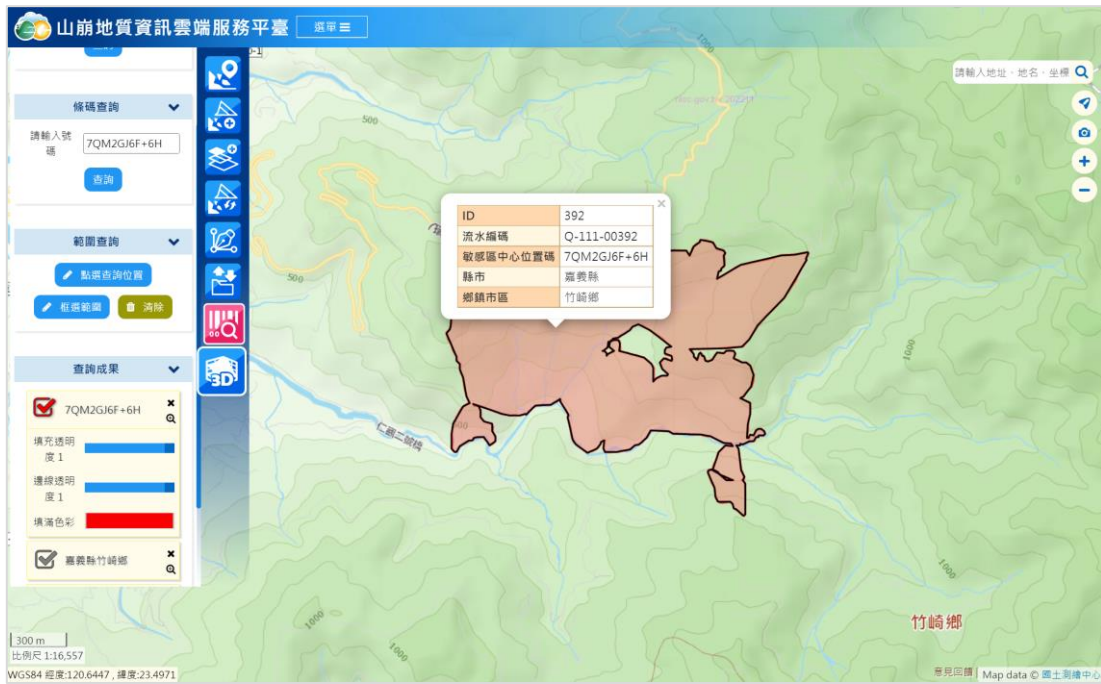 山崩地質資訊雲端服務平臺 選單
查詢
條碼查詢
請輸入號碼 7QM2GJ6F+6H
查詢
範圍查詢
點選查詢位置
框選範圍 清除
查詢成果
7QM2GJ6F+6H
填充透明度 1
邊線透明度 1
填滿色彩
嘉義縣竹崎鄉
3D
請輸入地址、地名、坐標
ID 392
流水編碼 Q-111-00392
敏感區中心位置碼 7QM2GJ6F+6H
縣市 嘉義縣
鄉鎮市區 竹崎鄉
1000
500
500
1000
1000
1000
1000
竹崎鄉
300 m
比例尺 1:16,557
WGS84 經度:120.6447 , 緯度:23.4971
意見回饋 Map data © 國土測繪中心